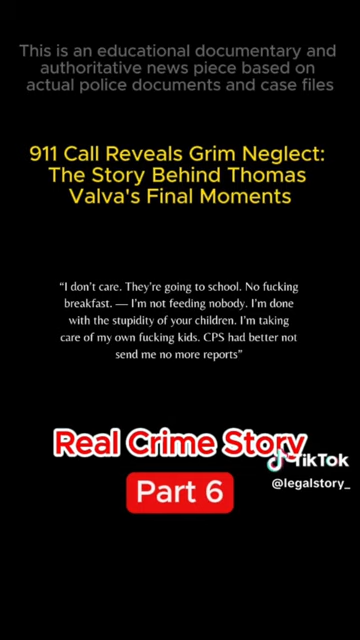 This is an educational documentary and
authoritative news piece based on
actual police documents and case files
911 Call Reveals Grim Neglect:
The Story Behind Thomas
Valva's Final Moments
“I don’t care. They’re going to school. No fucking
breakfast. — I’m not feeding nobody. I’m done
with the stupidity of your children. I’m taking
care of my own fucking kids. CPS had better not
send me no more reports”
Real Crime Story
TikTok
Part 6
@legalstory_